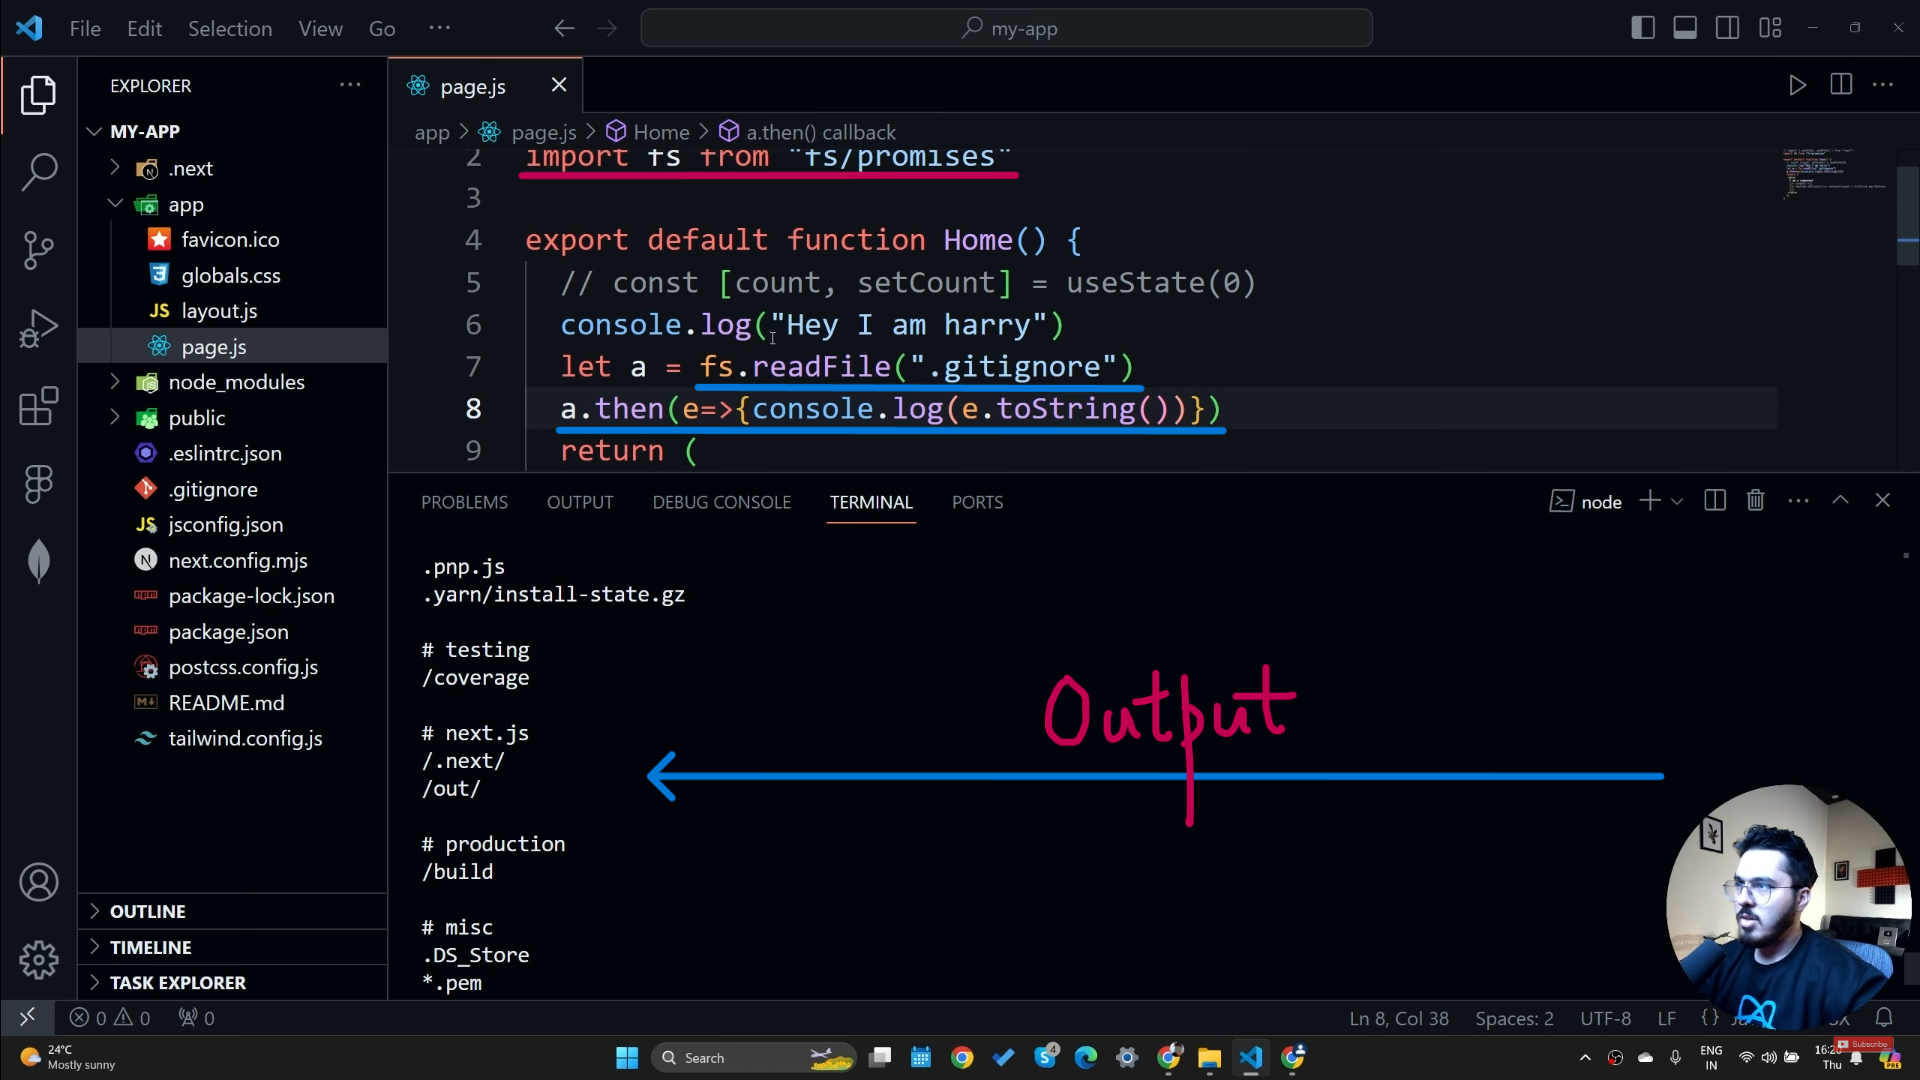 File Edit Selection View Go ··· my-app
EXPLORER ···
page.js
MY-APP
.next
app
favicon.ico
globals.css
JS layout.js
page.js
node_modules
public
.eslintrc.json
.gitignore
JS jsconfig.json
N next.config.mjs
package-lock.json
package.json
postcss.config.js
README.md
tailwind.config.js
OUTLINE
TIMELINE
TASK EXPLORER
app > page.js > Home > a.then() callback
2 import fs from "fs/promises"
3
4 export default function Home() {
5 // const [count, setCount] = useState(0)
6 console.log("Hey I am harry")
7 let a = fs.readFile(".gitignore")
8 a.then(e=>{console.log(e.toString())})
9 return (
PROBLEMS OUTPUT DEBUG CONSOLE TERMINAL PORTS node
.pnp.js
.yarn/install-state.gz
# testing
/coverage
# next.js
/.next/
/out/
# production
/build
# misc
.DS_Store
*.pem
Output
0 0 0 Ln 8, Col 38 Spaces: 2 UTF-8 LF {}
Subscribe
24°C
Mostly sunny
Search
4
ENG
IN
Thu